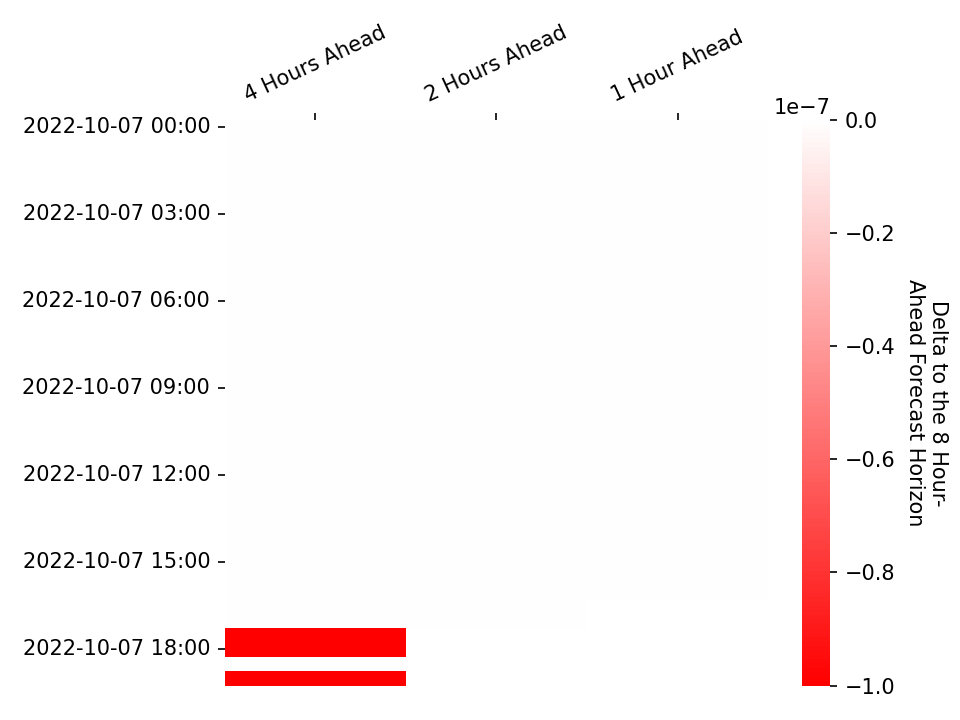 4 Hours Ahead
2 Hours Ahead
1 Hour Ahead
1e−7
2022-10-07 00:00
2022-10-07 03:00
2022-10-07 06:00
2022-10-07 09:00
2022-10-07 12:00
2022-10-07 15:00
2022-10-07 18:00
0.0
−0.2
−0.4
−0.6
−0.8
−1.0
Delta to the 8 Hour-
Ahead Forecast Horizon